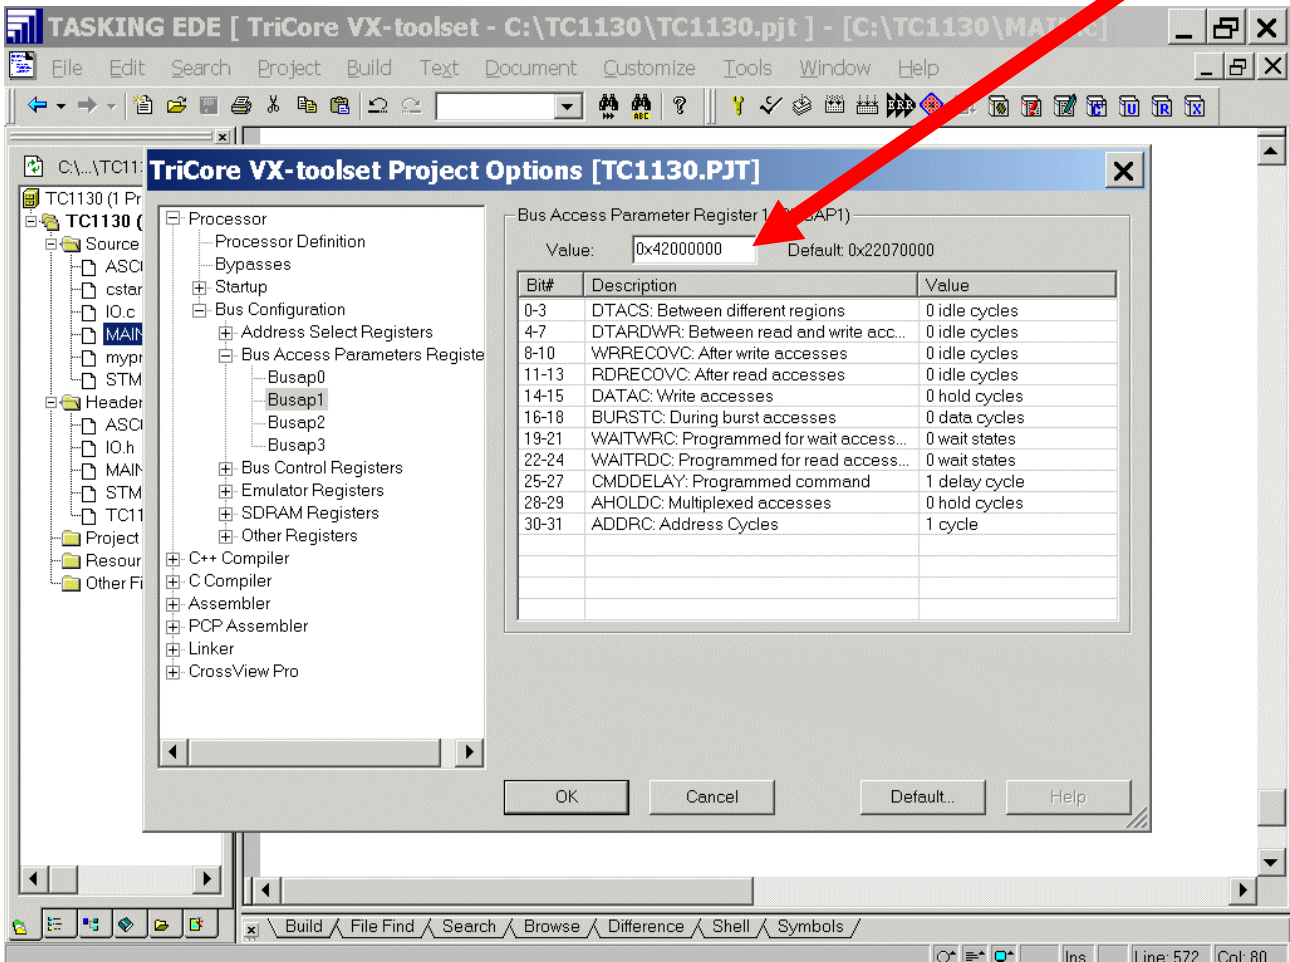 TASKING EDE [ TriCore VX-toolset - C:\TC1130\TC1130.pjt ] - [C:\TC1130\MAIN.c]
File Edit Search Project Build Text Document Customize Tools Window Help
C:\...\TC11
TriCore VX-toolset Project Options [TC1130.PJT]
TC1130 (1 Pr
TC1130 (
Source
ASCI
cstar
IO.c
MAIN
mypr
STM
Header
ASCI
IO.h
MAIN
STM
TC11
Project
Resour
Other Fi
Processor
Processor Definition
Bypasses
Startup
Bus Configuration
Address Select Registers
Bus Access Parameters Registe
Busap0
Busap1
Busap2
Busap3
Bus Control Registers
Emulator Registers
SDRAM Registers
Other Registers
C++ Compiler
C Compiler
Assembler
PCP Assembler
Linker
CrossView Pro
Bus Access Parameter Register 1 AP1)
Value: 0x42000000 Default: 0x22070000
Bit# Description Value
0-3 DTACS: Between different regions 0 idle cycles
4-7 DTARDWR: Between read and write acc... 0 idle cycles
8-10 WRRECOVC: After write accesses 0 idle cycles
11-13 RDRECOVC: After read accesses 0 idle cycles
14-15 DATAC: Write accesses 0 hold cycles
16-18 BURSTC: During burst accesses 0 data cycles
19-21 WAITWRC: Programmed for wait access... 0 wait states
22-24 WAITRDC: Programmed for read access... 0 wait states
25-27 CMDDELAY: Programmed command 1 delay cycle
28-29 AHOLDC: Multiplexed accesses 0 hold cycles
30-31 ADDRC: Address Cycles 1 cycle
OK Cancel Default... Help
Build File Find Search Browse Difference Shell Symbols
Ins Line: 572 Col: 80